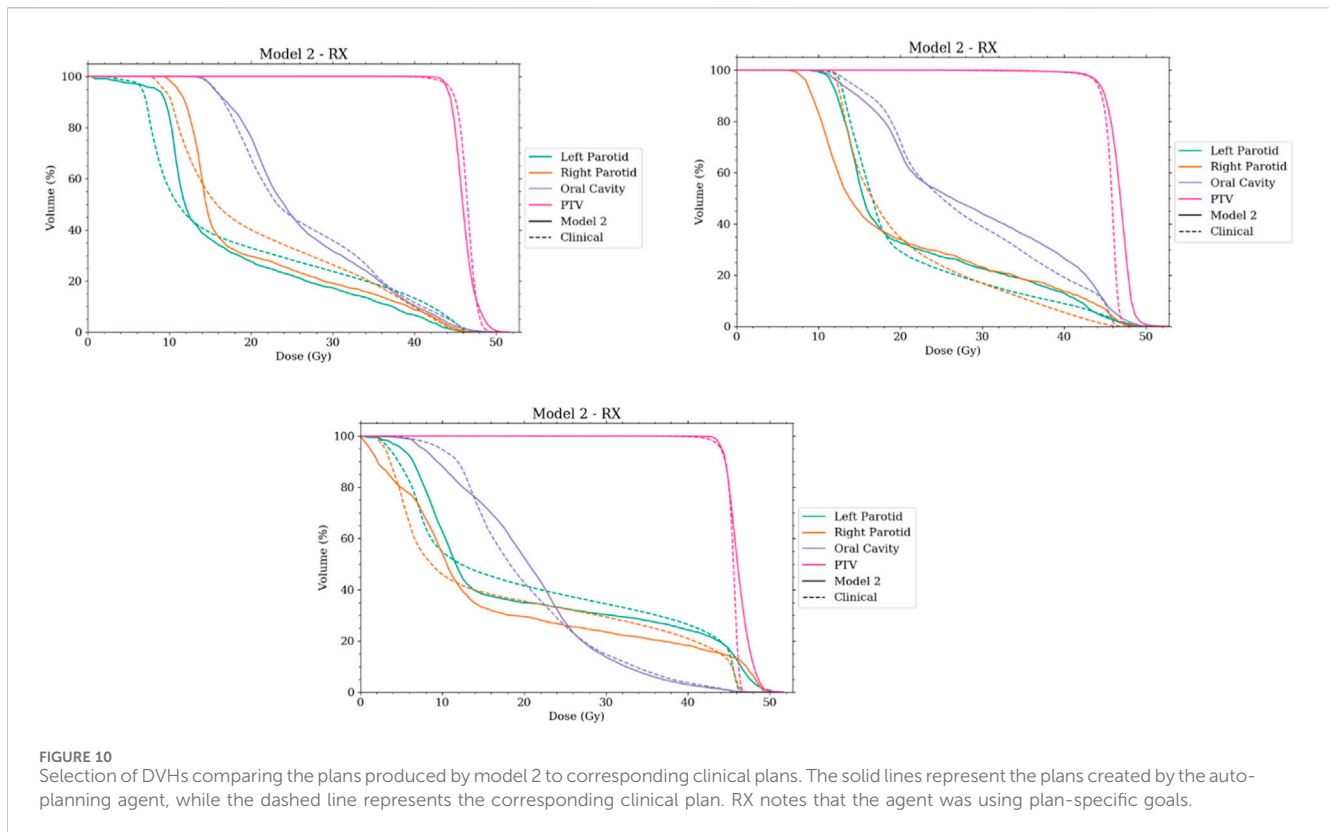 Model 2 - RX
100
80
60
40
20
0
Volume (%)
0 10 20 30 40 50
Dose (Gy)
Left Parotid
Right Parotid
Oral Cavity
PTV
Model 2
Clinical
Model 2 - RX
100
80
60
40
20
0
Volume (%)
0 10 20 30 40 50
Dose (Gy)
Left Parotid
Right Parotid
Oral Cavity
PTV
Model 2
Clinical
Model 2 - RX
100
80
60
40
20
0
Volume (%)
0 10 20 30 40 50
Dose (Gy)
Left Parotid
Right Parotid
Oral Cavity
PTV
Model 2
Clinical
FIGURE 10
Selection of DVHs comparing the plans produced by model 2 to corresponding clinical plans. The solid lines represent the plans created by the auto-
planning agent, while the dashed line represents the corresponding clinical plan. RX notes that the agent was using plan-specific goals.